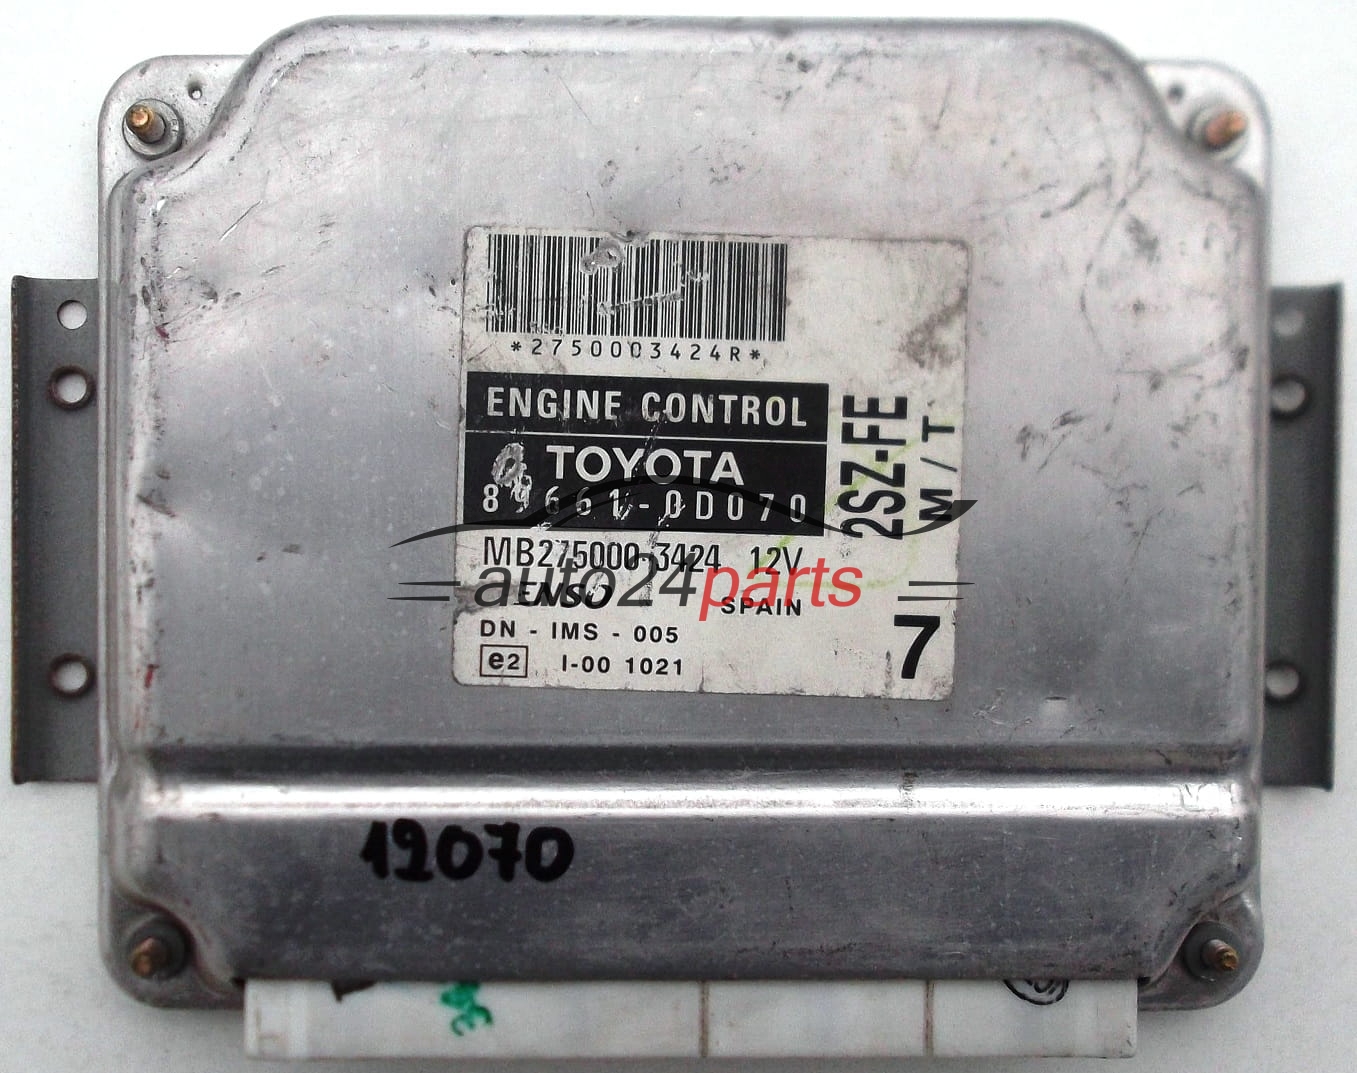 *2750003424R*
ENGINE CONTROL
TOYOTA
89661-0D070
2SZ-FE
M/T
MB275000-3424 12V
auto24parts
DENSO SPAIN
DN - IMS - 005
7
e2 I-00 1021
12070